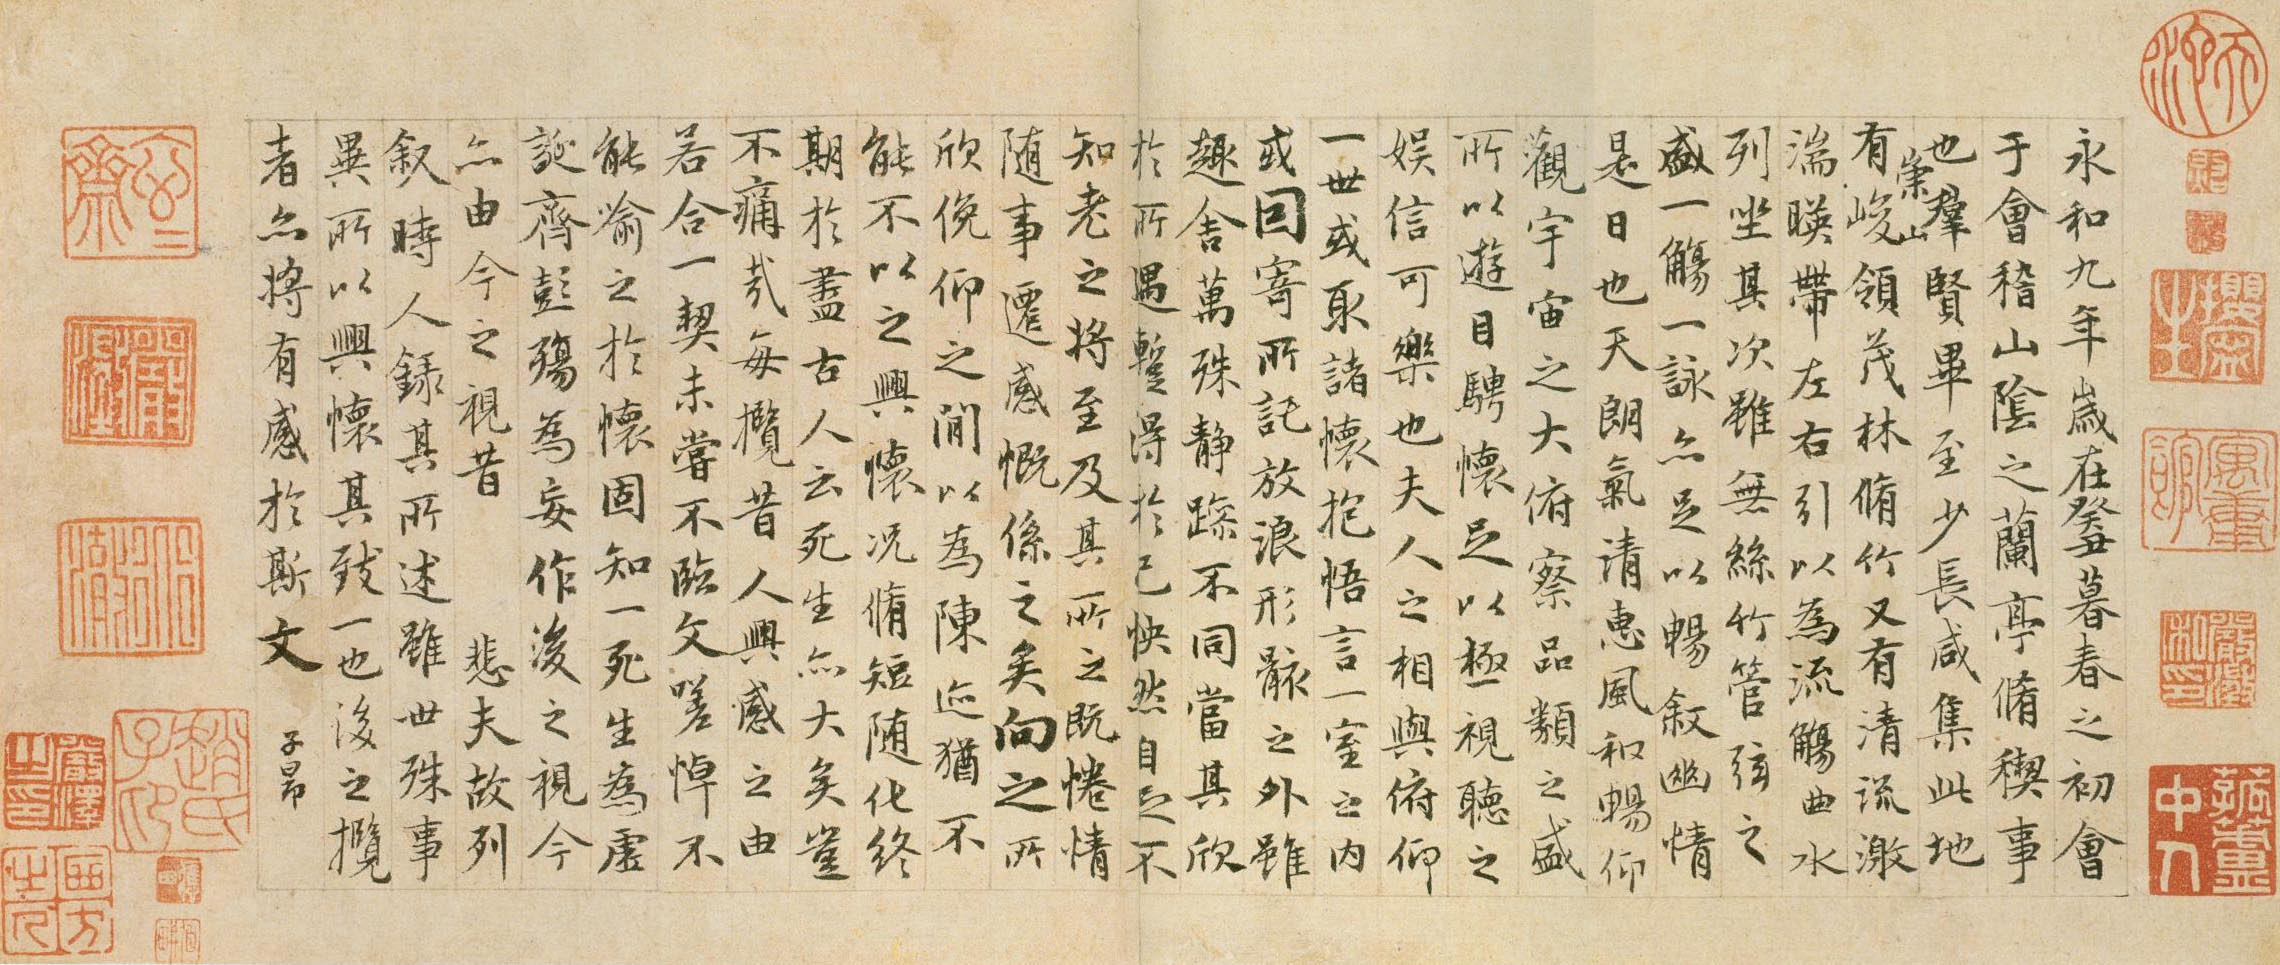 永和九年歲在癸丑暮春之初會
于會稽山陰之蘭亭脩稧事
也羣賢畢至少長咸集此地
有崇山峻領茂林脩竹又有清流激
湍暎帶左右引以為流觴曲水
列坐其次雖無絲竹管弦之
盛一觴一詠亦足以暢敘幽情
是日也天朗氣清惠風和暢仰
觀宇宙之大俯察品類之盛
所以遊目騁懷足以極視聽之
娛信可樂也夫人之相與俯仰
一世或取諸懷抱悟言一室之內
或因寄所託放浪形骸之外雖
趣舍萬殊静躁不同當其欣
於所遇蹔得於己怏然自足不
知老之將至及其所之既惓情
随事遷感慨係之矣向之所
欣俛仰之閒以為陳迹猶不
能不以之興懷況脩短随化終
期於盡古人云死生亦大矣豈
不痛哉每攬昔人興感之由
若合一契未嘗不臨文嗟悼不
能喻之於懷固知一死生為虛
誕齊彭殤為妄作後之視今
亦由今之視昔 悲夫故列
敘時人錄其所述雖世殊事
異所以興懷其致一也後之攬
者亦將有感於斯文
子昂
趙氏子印